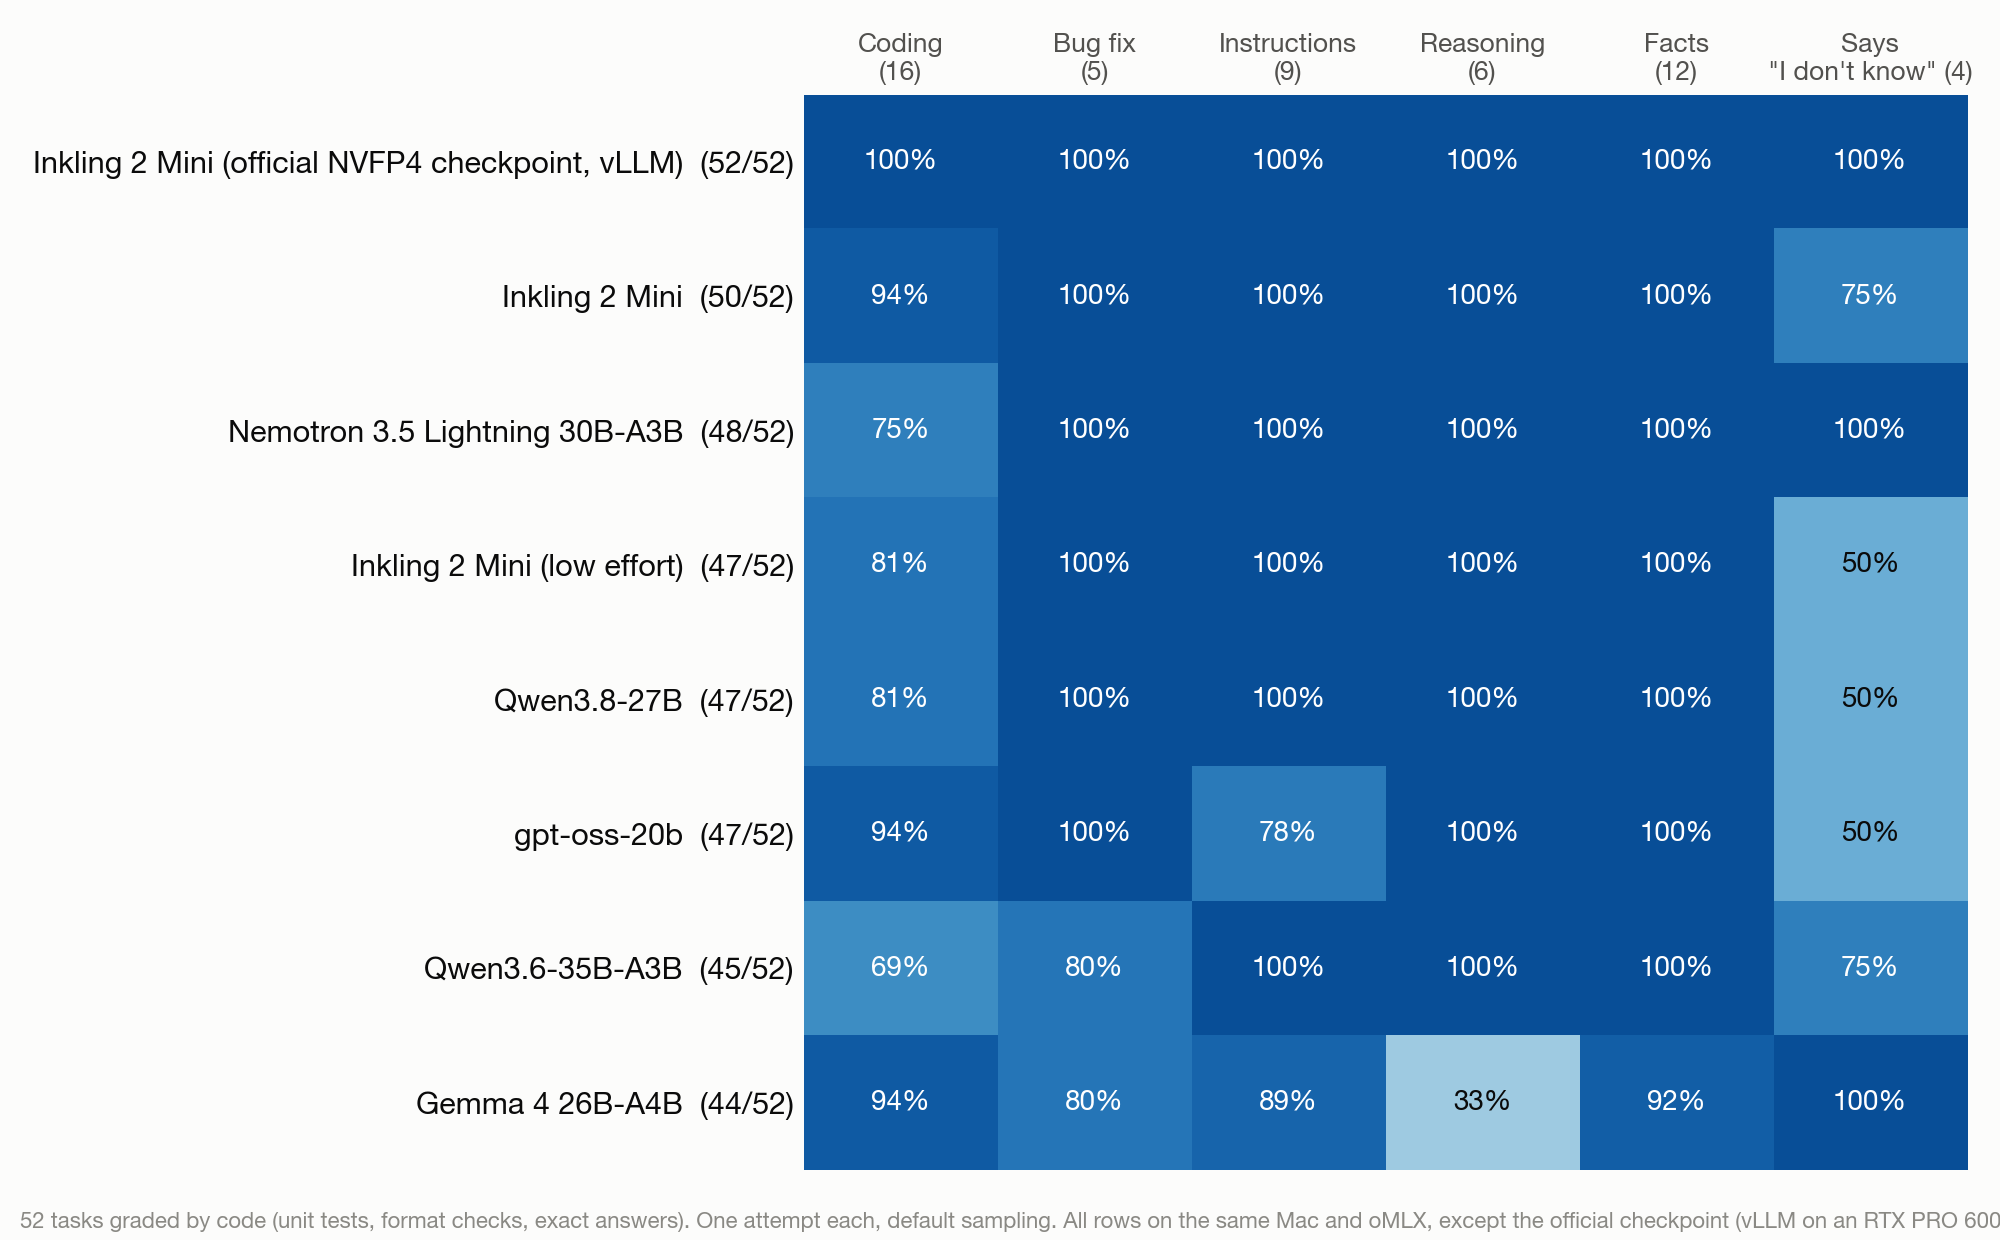 Coding
(16)
Bug fix
(5)
Instructions
(9)
Reasoning
(6)
Facts
(12)
Says
"I don't know" (4)
Inkling 2 Mini (official NVFP4 checkpoint, vLLM) (52/52) 100% 100% 100% 100% 100% 100%
Inkling 2 Mini (50/52) 94% 100% 100% 100% 100% 75%
Nemotron 3.5 Lightning 30B-A3B (48/52) 75% 100% 100% 100% 100% 100%
Inkling 2 Mini (low effort) (47/52) 81% 100% 100% 100% 100% 50%
Qwen3.8-27B (47/52) 81% 100% 100% 100% 100% 50%
gpt-oss-20b (47/52) 94% 100% 78% 100% 100% 50%
Qwen3.6-35B-A3B (45/52) 69% 80% 100% 100% 100% 75%
Gemma 4 26B-A4B (44/52) 94% 80% 89% 33% 92% 100%
52 tasks graded by code (unit tests, format checks, exact answers). One attempt each, default sampling. All rows on the same Mac and oMLX, except the official checkpoint (vLLM on an RTX PRO 600